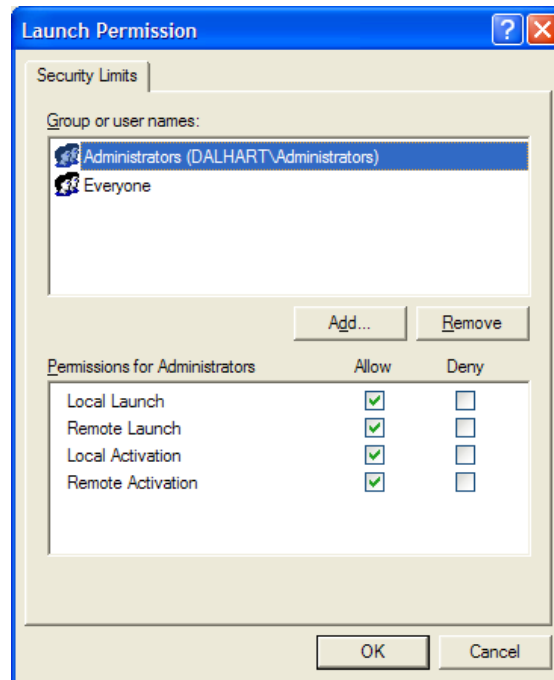 Launch Permission
Security Limits
Group or user names:
Administrators (DALHART\Administrators)
Everyone
Add... Remove
Permissions for Administrators Allow Deny
Local Launch
Remote Launch
Local Activation
Remote Activation
OK Cancel